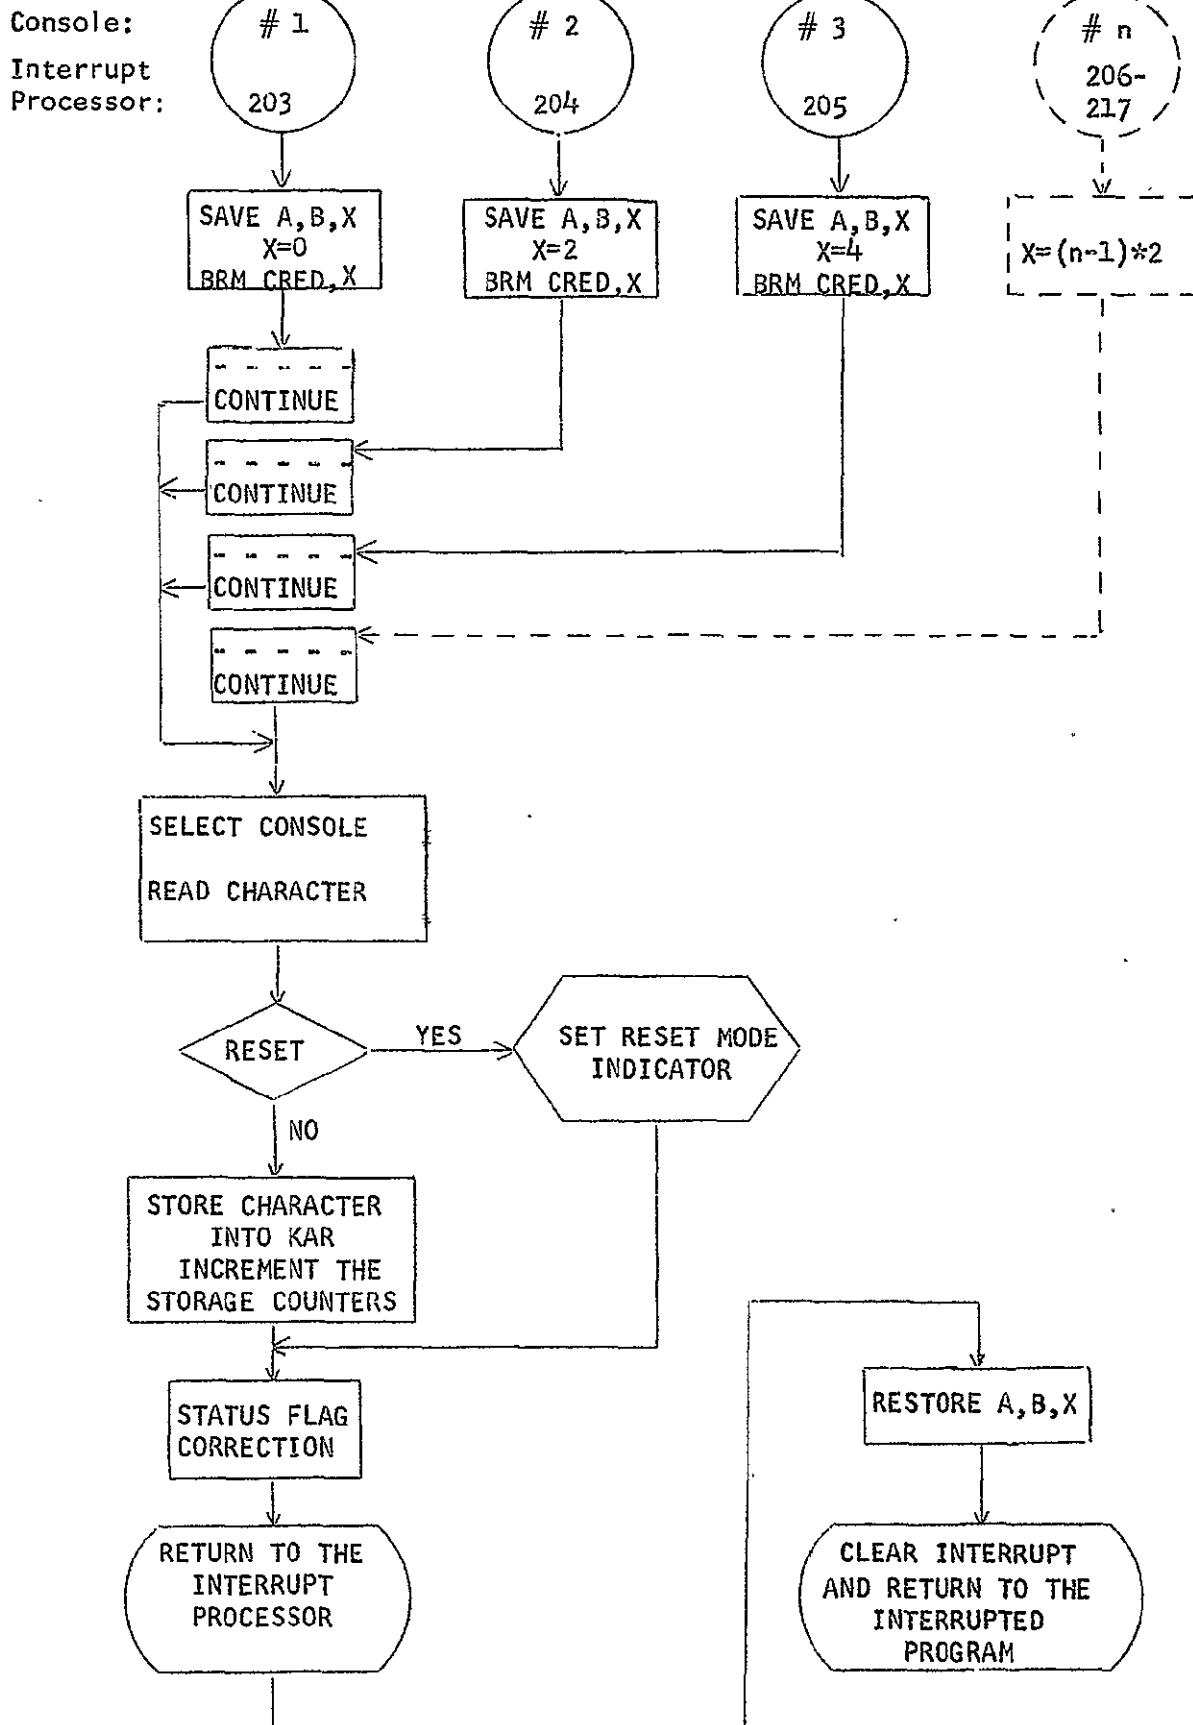 Console:
# 1
# 2
# 3
# n
Interrupt
Processor:
203
204
205
206-
217
SAVE A,B,X
X=0
BRM CRED,X
SAVE A,B,X
X=2
BRM CRED,X
SAVE A,B,X
X=4
BRM CRED,X
X=(n-1)*2
- - - - -
CONTINUE
- - - - -
CONTINUE
- - - - -
CONTINUE
- - - - -
CONTINUE
SELECT CONSOLE
READ CHARACTER
RESET
YES
SET RESET MODE
INDICATOR
NO
STORE CHARACTER
INTO KAR
INCREMENT THE
STORAGE COUNTERS
STATUS FLAG
CORRECTION
RETURN TO THE
INTERRUPT
PROCESSOR
RESTORE A,B,X
CLEAR INTERRUPT
AND RETURN TO THE
INTERRUPTED
PROGRAM